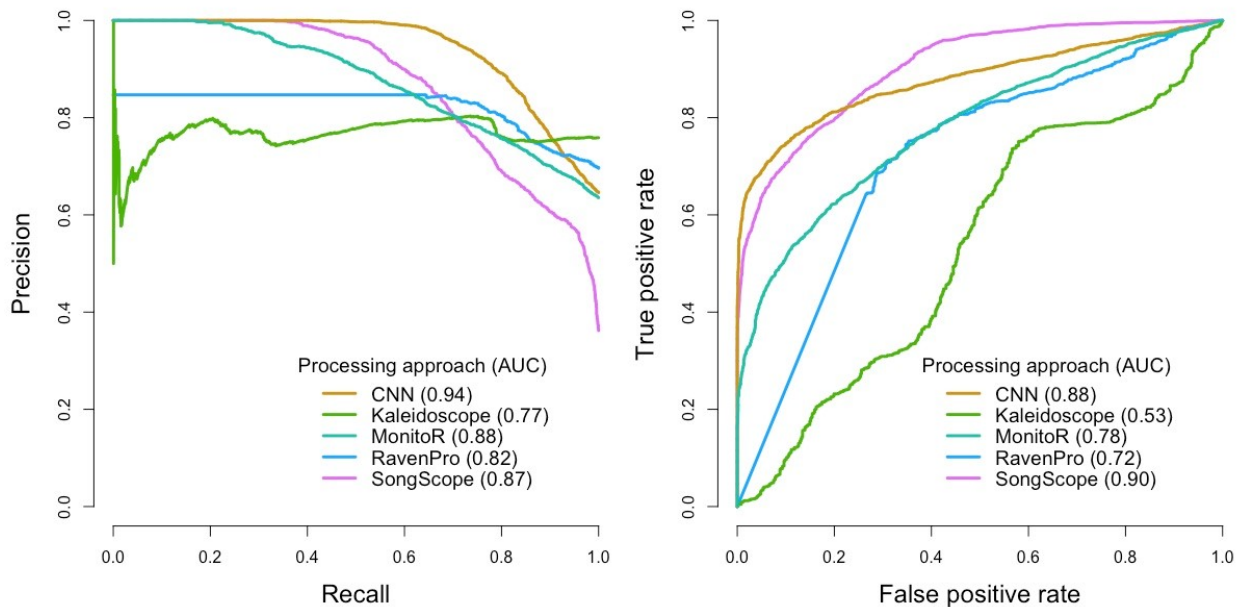 1.0
0.8
0.6
0.4
0.2
0.0
Precision
0.0 0.2 0.4 0.6 0.8 1.0
Recall
Processing approach (AUC)
CNN (0.94)
Kaleidoscope (0.77)
MonitoR (0.88)
RavenPro (0.82)
SongScope (0.87)
1.0
0.8
0.6
0.4
0.2
0.0
True positive rate
0.0 0.2 0.4 0.6 0.8 1.0
False positive rate
Processing approach (AUC)
CNN (0.88)
Kaleidoscope (0.53)
MonitoR (0.78)
RavenPro (0.72)
SongScope (0.90)